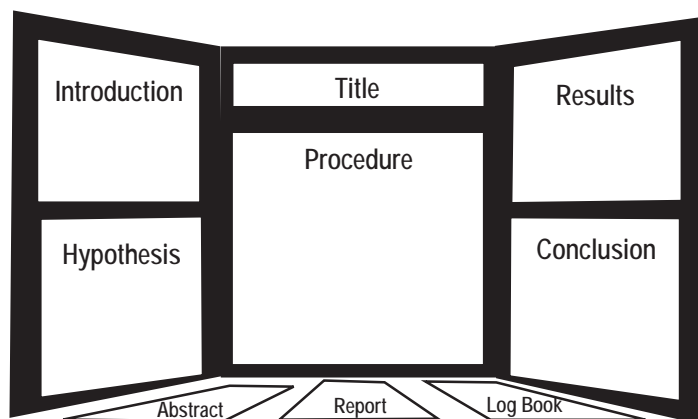 Introduction
Hypothesis
Title
Procedure
Results
Conclusion
Abstract
Report
Log Book